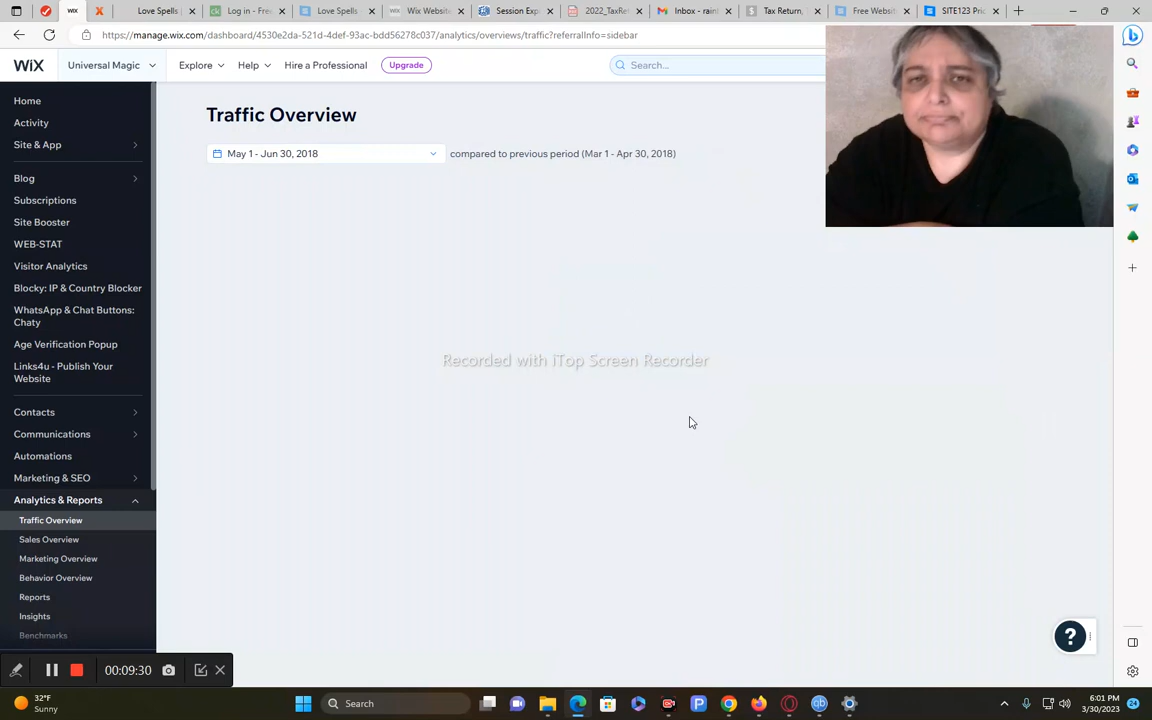 Love Spells
Log in - Free
Love Spells
Wix Website
Session Exp
2022_TaxRet
Inbox - rain
Tax Return,
Free Websit
SITE123 Pric
https://manage.wix.com/dashboard/4530e2da-521d-4def-93ac-bdd56278c037/analytics/overviews/traffic?referralInfo=sidebar
WiX
Universal Magic
Explore
Help
Hire a Professional
Upgrade
Search...
Home
Activity
Site & App
Blog
Subscriptions
Site Booster
WEB-STAT
Visitor Analytics
Blocky: IP & Country Blocker
WhatsApp & Chat Buttons:
Chaty
Age Verification Popup
Links4u - Publish Your
Website
Contacts
Communications
Automations
Marketing & SEO
Analytics & Reports
Traffic Overview
Sales Overview
Marketing Overview
Behavior Overview
Reports
Insights
Benchmarks
Traffic Overview
May 1 - Jun 30, 2018
compared to previous period (Mar 1 - Apr 30, 2018)
Recorded with iTop Screen Recorder
?
00:09:30
32°F
Sunny
Search
6:01 PM
3/30/2023
24